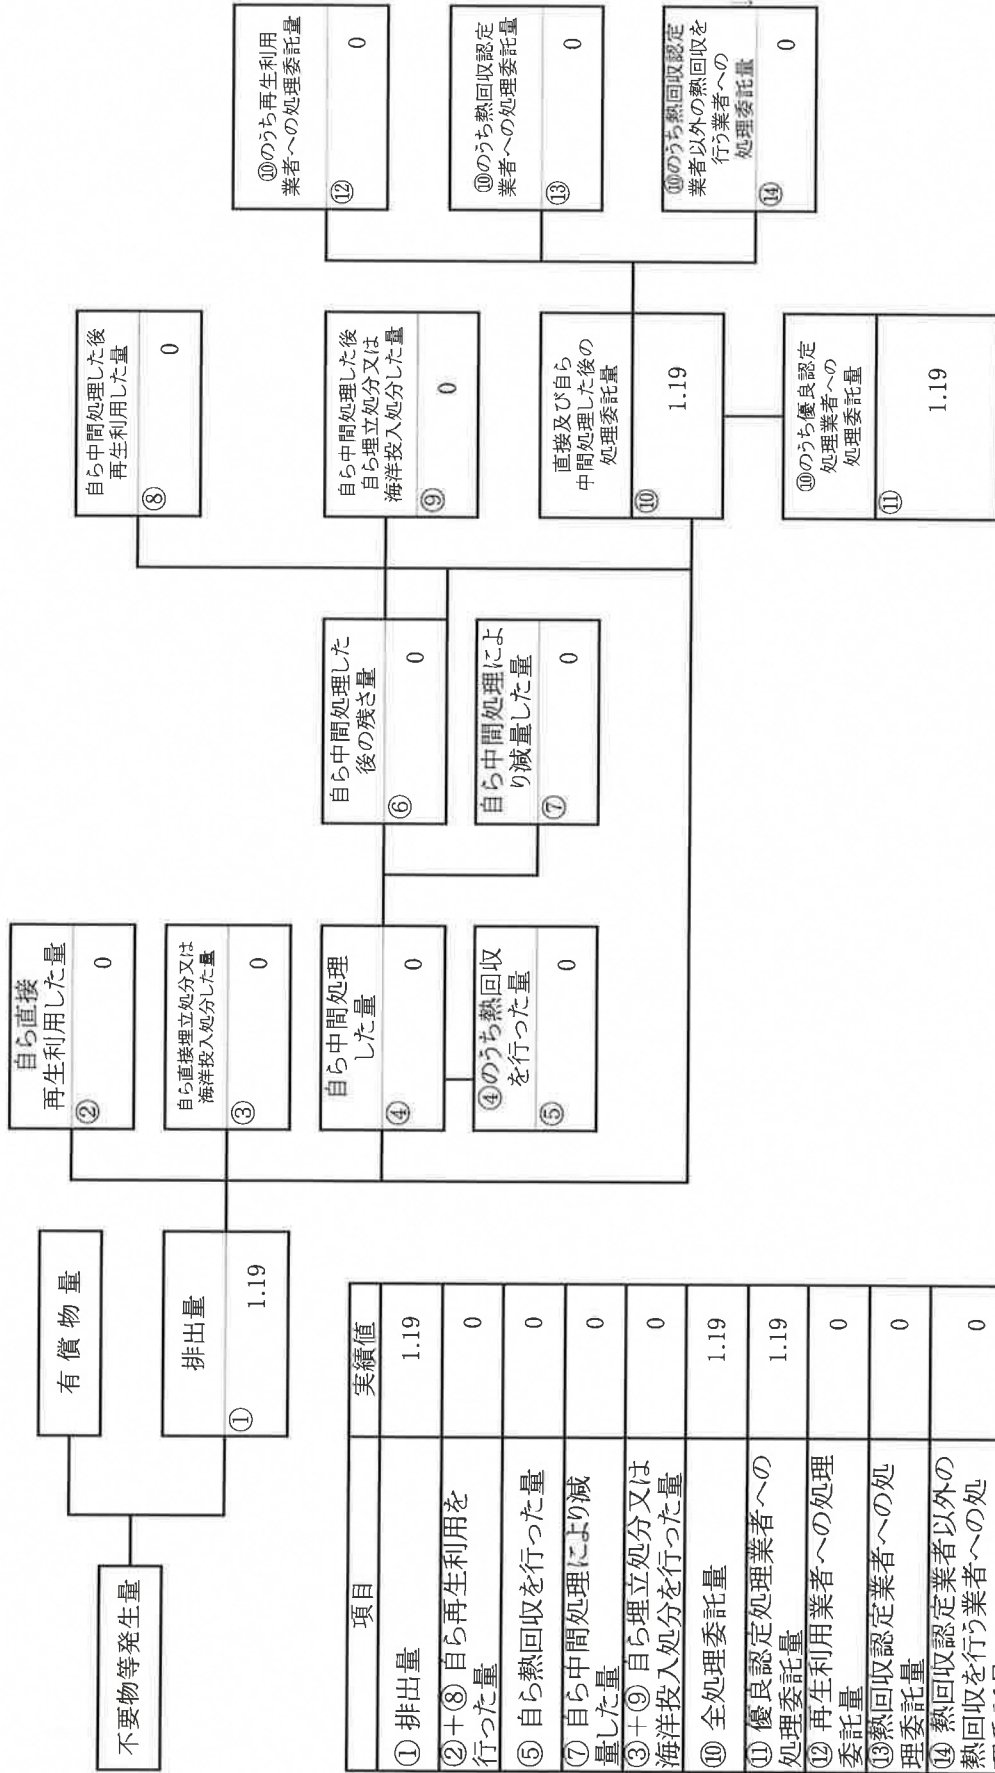 不要物等発生量
有償物量
排出量
①
1.19
自ら直接
再生利用した量
②
0
自ら直接埋立処分又は
海洋投入処分した量
③
0
自ら中間処理
した量
④
0
④のうち熱回収
を行った量
⑤
0
自ら中間処理した
後の残さ量
⑥
0
自ら中間処理によ
り減量した量
⑦
0
自ら中間処理した後
再生利用した量
⑧
0
自ら中間処理した後
自ら埋立処分又は
海洋投入処分した量
⑨
0
直接及び自ら
中間処理した後の
処理委託量
⑩
1.19
⑩のうち優良認定
処理業者への
処理委託量
⑪
1.19
⑩のうち再生利用
業者への処理委託量
⑫
0
⑩のうち熱回収認定
業者への処理委託量
⑬
0
⑩のうち熱回収認定
業者以外の熱回収を
行う業者への
処理委託量
⑭
0
項目 実績値
①排出量 1.19
②+⑧自ら再生利用を
行った量 0
⑤自ら熱回収を行った量 0
⑦自ら中間処理により減
量した量 0
③+⑨自ら埋立処分又は
海洋投入処分を行った量 0
⑩全処理委託量 1.19
⑪優良認定処理業者への
処理委託量 1.19
⑫再生利用業者への処理
委託量 0
⑬熱回収認定業者への処
理委託量 0
⑭熱回収認定業者以外の
熱回収を行う業者への処 0